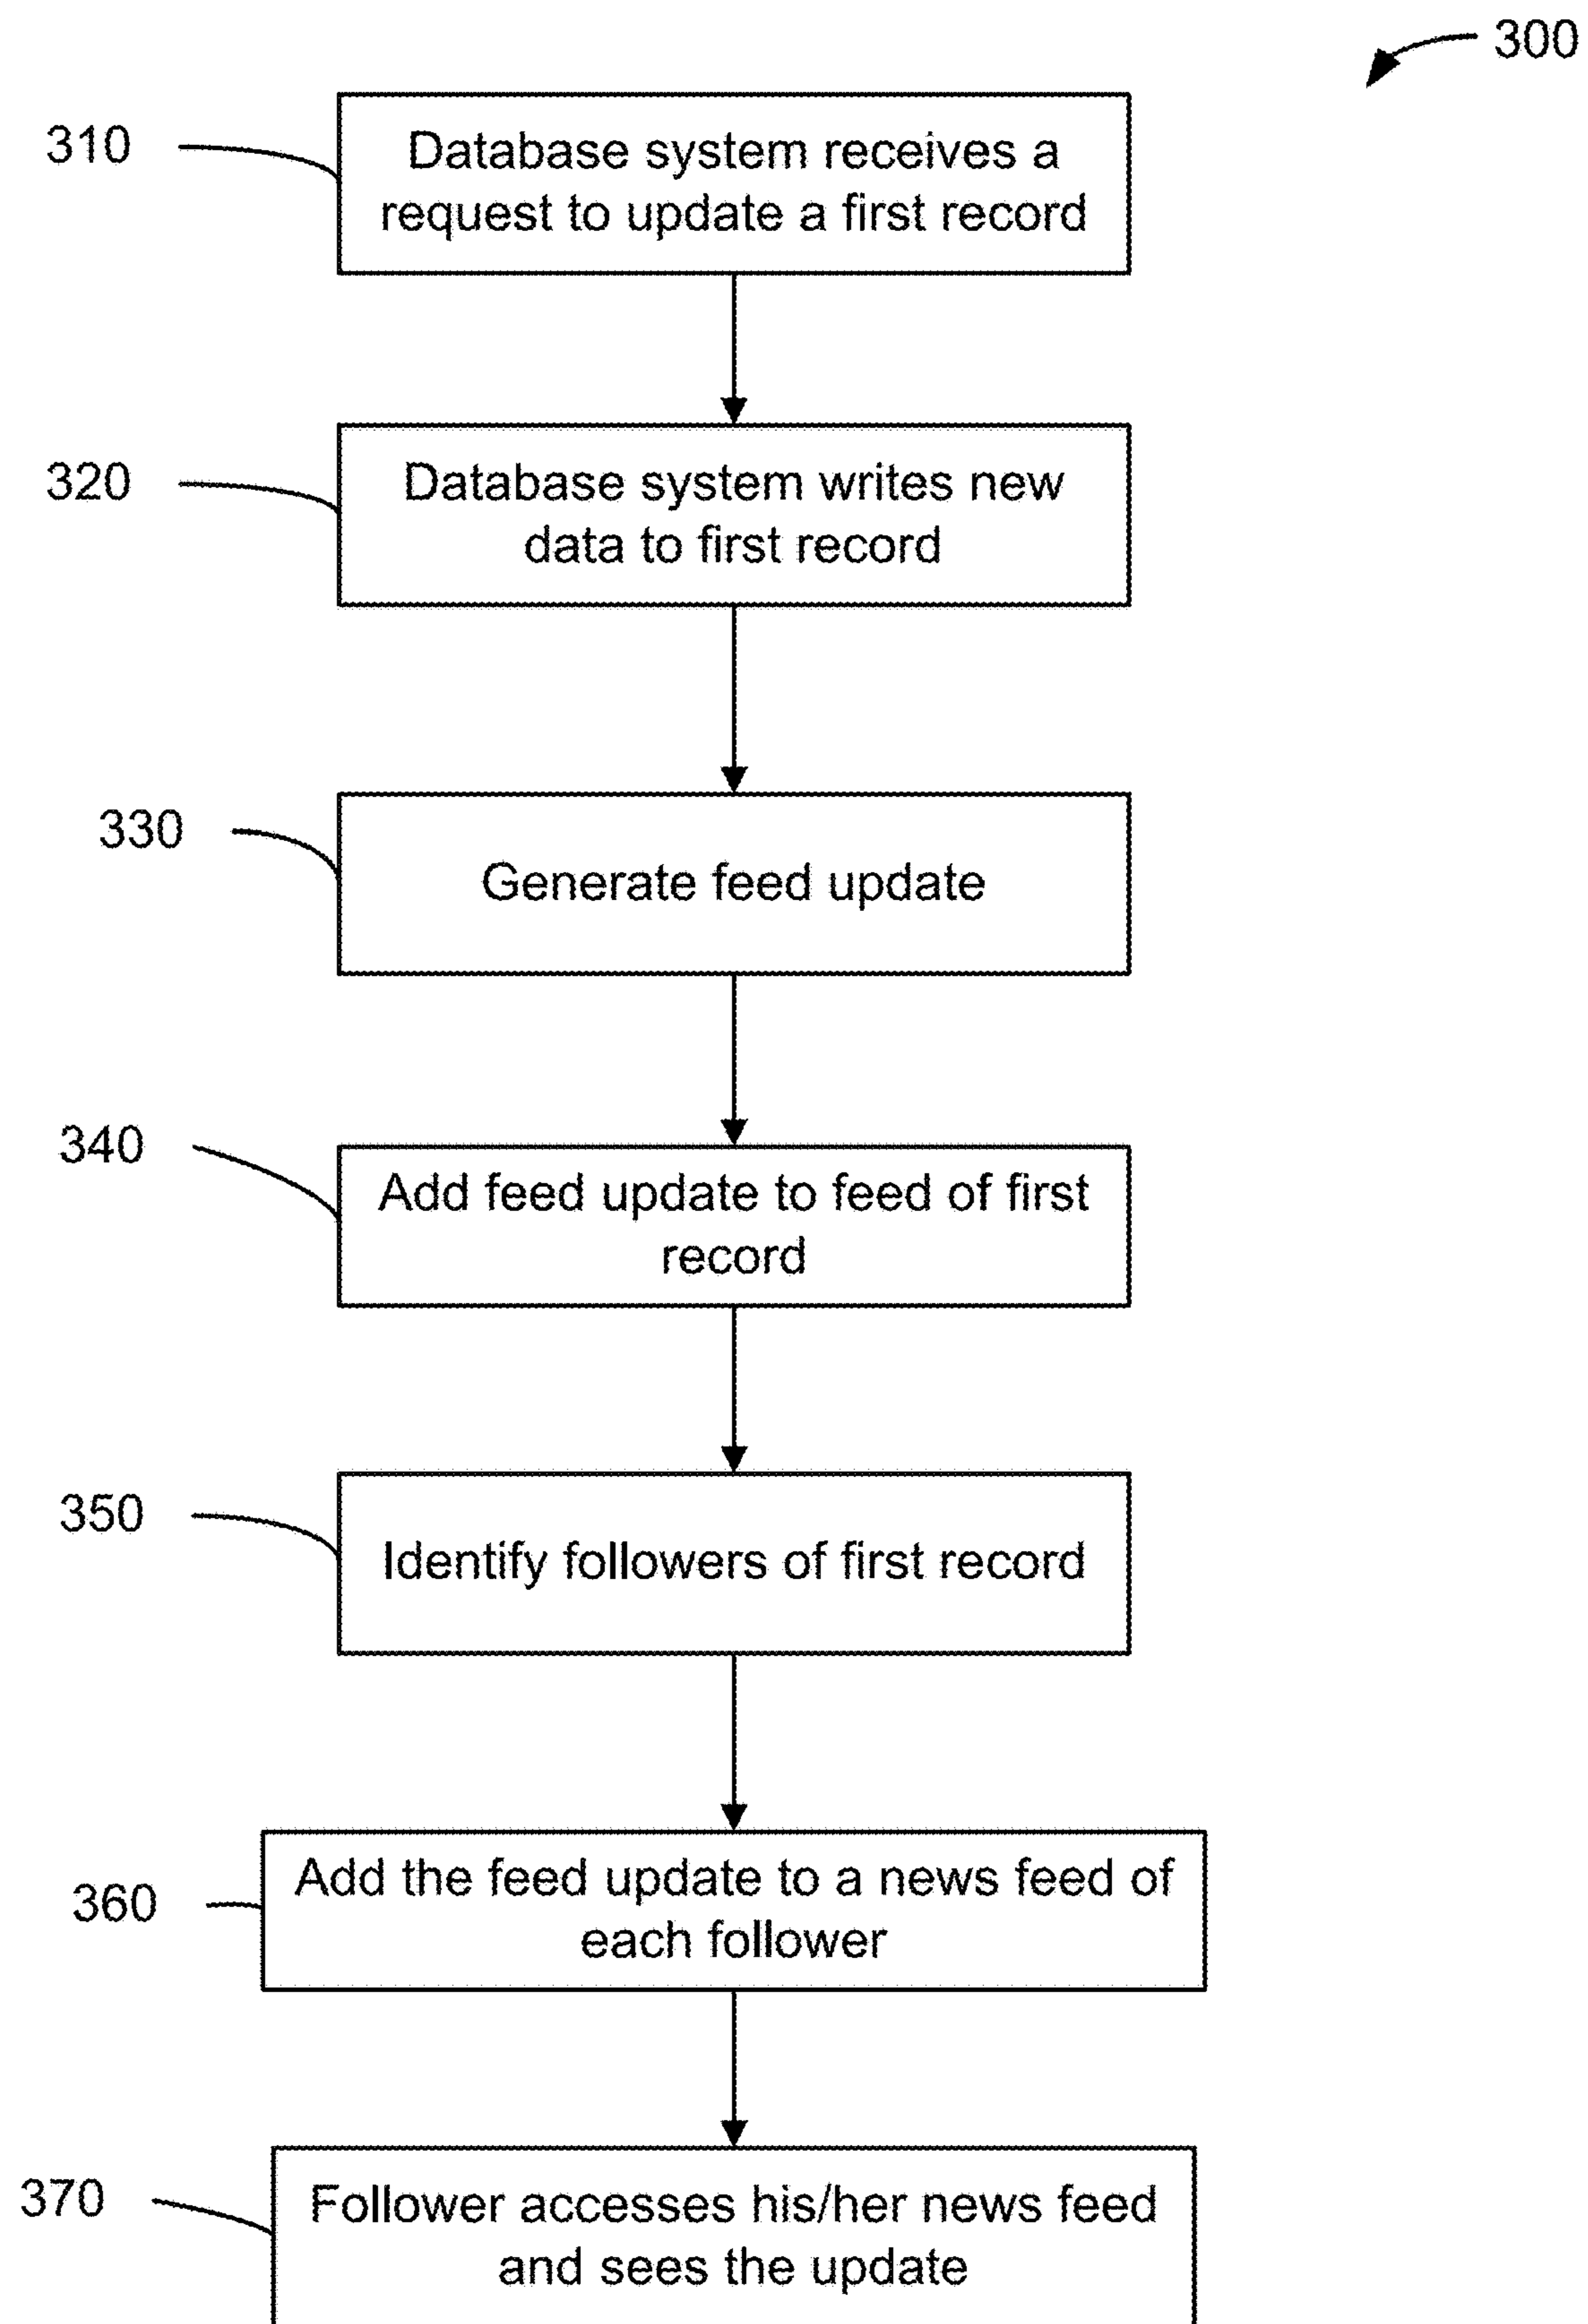 300
310
Database system receives a
request to update a first record
320
Database system writes new
data to first record
330
Generate feed update
340
Add feed update to feed of first
record
350
Identify followers of first record
360
Add the feed update to a news feed of
each follower
370
Follower accesses his/her news feed
and sees the update